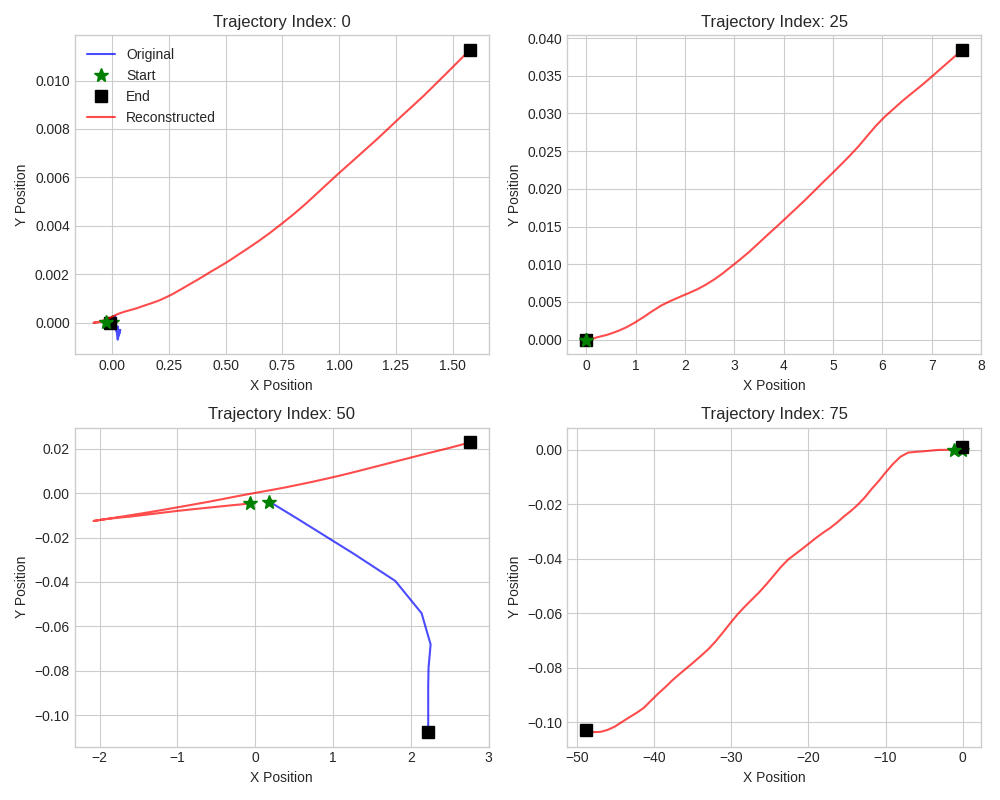 Trajectory Index: 0
Original
Start
End
Reconstructed
0.010
0.008
0.006
0.004
0.002
0.000
Y Position
0.00 0.25 0.50 0.75 1.00 1.25 1.50
X Position
Trajectory Index: 25
0.040
0.035
0.030
0.025
0.020
0.015
0.010
0.005
0.000
Y Position
0 1 2 3 4 5 6 7 8
X Position
Trajectory Index: 50
0.02
0.00
−0.02
−0.04
−0.06
−0.08
−0.10
Y Position
−2 −1 0 1 2 3
X Position
Trajectory Index: 75
0.00
−0.02
−0.04
−0.06
−0.08
−0.10
Y Position
−50 −40 −30 −20 −10 0
X Position